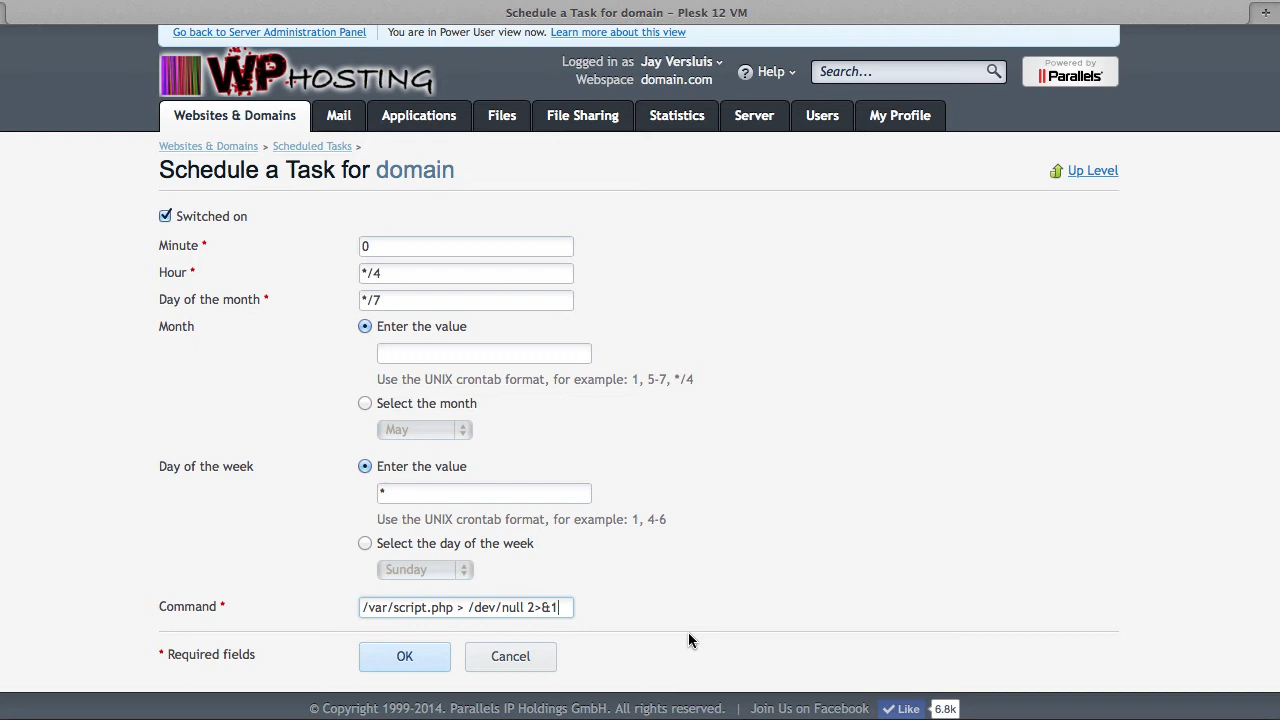 Schedule a Task for domain – Plesk 12 VM
+
Go back to Server Administration Panel
You are in Power User view now. Learn more about this view
WPHOSTING
Logged in as Jay Versluis
Webspace domain.com
? Help
Search...
Powered by
Parallels
Websites & Domains
Mail
Applications
Files
File Sharing
Statistics
Server
Users
My Profile
Websites & Domains > Scheduled Tasks >
Schedule a Task for domain
Up Level
Switched on
Minute *
0
Hour *
*/4
Day of the month *
*/7
Month
Enter the value
Use the UNIX crontab format, for example: 1, 5-7, */4
Select the month
May
Day of the week
Enter the value
*
Use the UNIX crontab format, for example: 1, 4-6
Select the day of the week
Sunday
Command *
/var/script.php > /dev/null 2>&1
* Required fields
OK
Cancel
© Copyright 1999-2014. Parallels IP Holdings GmbH. All rights reserved. | Join Us on Facebook
Like
6.8k